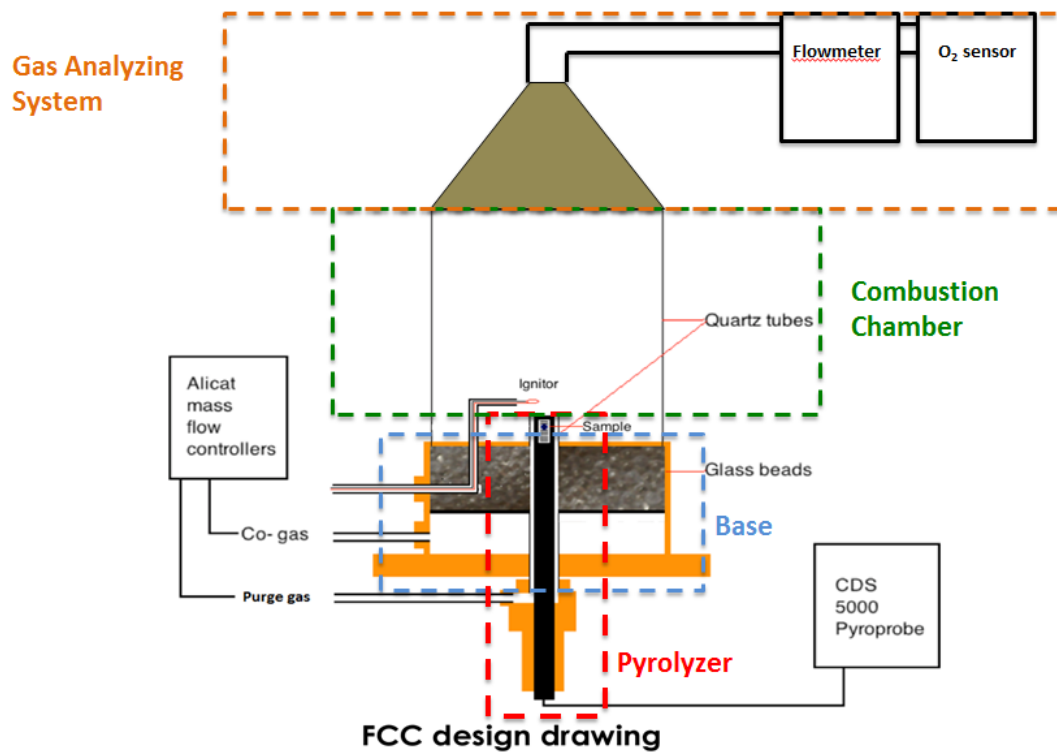 Gas Analyzing
System
Flowmeter
O₂ sensor
Combustion
Chamber
Quartz tubes
Alicat
mass
flow
controllers
Ignitor
Sample
Glass beads
Co- gas
Base
Purge gas
CDS
5000
Pyroprobe
Pyrolyzer
FCC design drawing